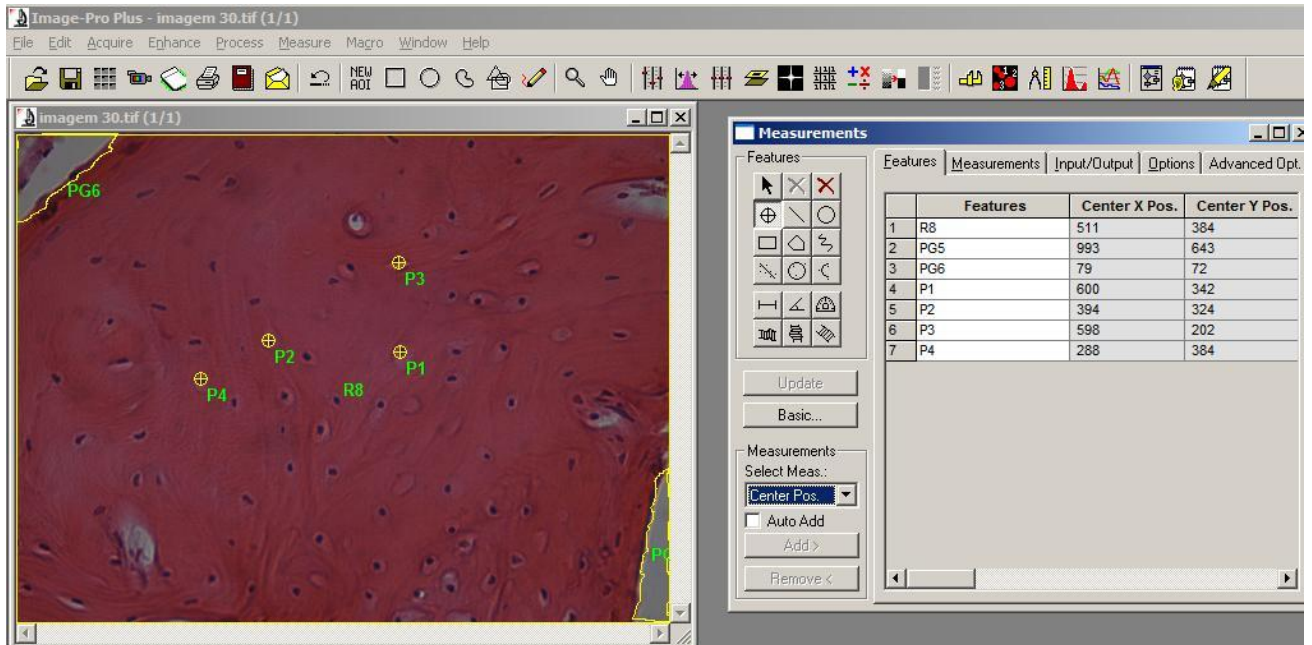 Image-Pro Plus - imagem 30.tif (1/1)
File Edit Acquire Enhance Process Measure Macro Window Help
NEW AOI
imagem 30.tif (1/1)
PG6
P3
P2
P1
P4
R8
Measurements
Features
Update
Basic...
Measurements
Select Meas.:
Center Pos.
Auto Add
Add >
Remove <
Features Measurements Input/Output Options Advanced Opt.
Features Center X Pos. Center Y Pos.
1 R8 511 384
2 PG5 993 643
3 PG6 79 72
4 P1 600 342
5 P2 394 324
6 P3 598 202
7 P4 288 384